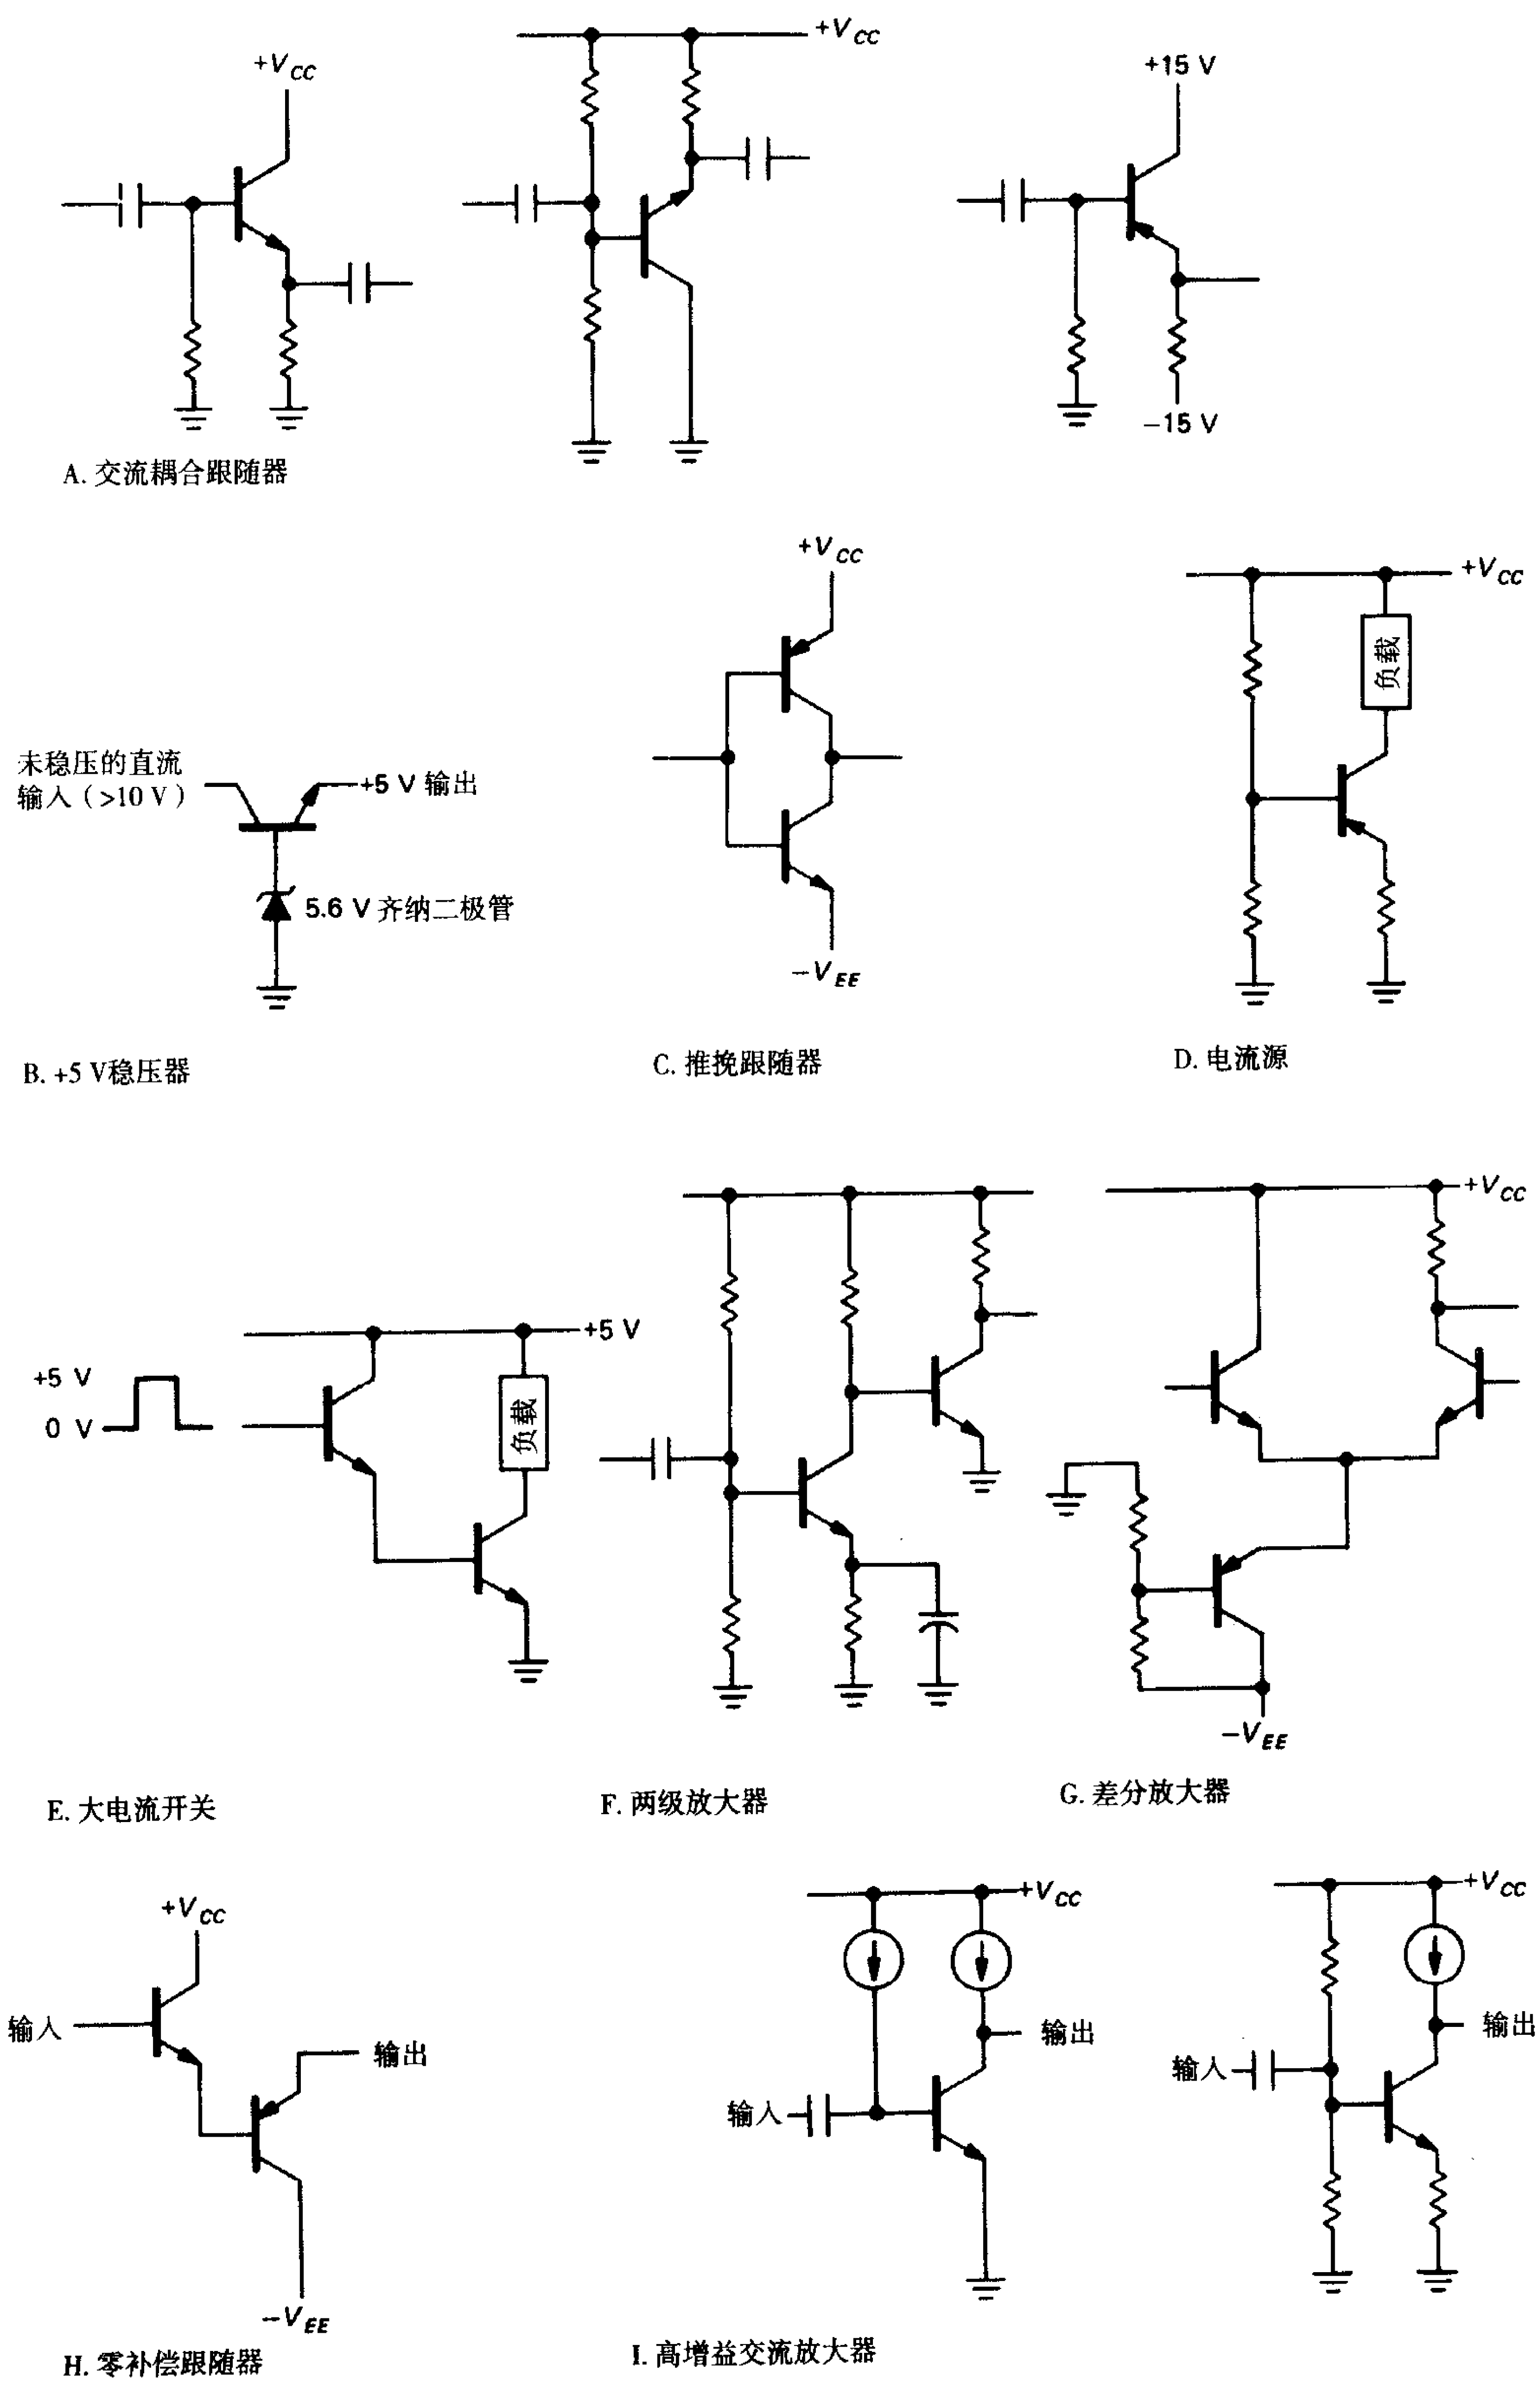 +VCC
+VCC
+15 V
−15 V
A. 交流耦合跟随器
+VCC
+VCC
负载
未稳压的直流
输入（>10 V）
+5 V 输出
5.6 V 齐纳二极管
−VEE
B. +5 V稳压器
C. 推挽跟随器
D. 电流源
+VCC
+5 V
+5 V
0 V
负载
−VEE
E. 大电流开关
F. 两级放大器
G. 差分放大器
+VCC
+VCC
+VCC
输入
输出
输出
输出
输入
输入
−VEE
H. 零补偿跟随器
I. 高增益交流放大器